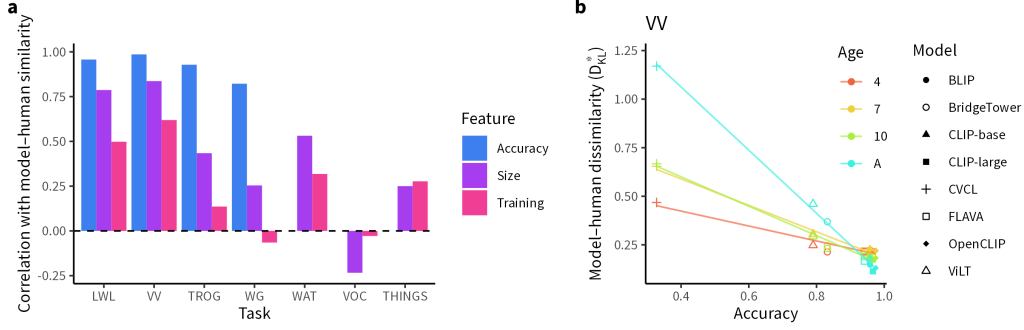 a
Correlation with model−human similarity
1.00
0.75
0.50
0.25
0.00
-0.25
LWL VV TROG WG WAT VOC THINGS
Task
Feature
Accuracy
Size
Training
b
VV
Model−human dissimilarity (D*KL)
1.25
1.00
0.75
0.50
0.25
0.4 0.6 0.8 1.0
Accuracy
Age
4
7
10
A
Model
BLIP
BridgeTower
CLIP-base
CLIP-large
CVCL
FLAVA
OpenCLIP
ViLT